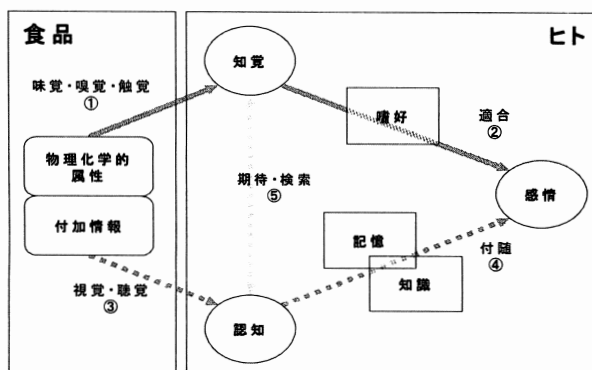 食品
ヒト
知覚
味覚・嗅覚・触覚
①
嗜好
適合
②
物理化学的
属性
期待・検索
⑤
感情
付加情報
記憶
付随
④
知識
視覚・聴覚
③
認知